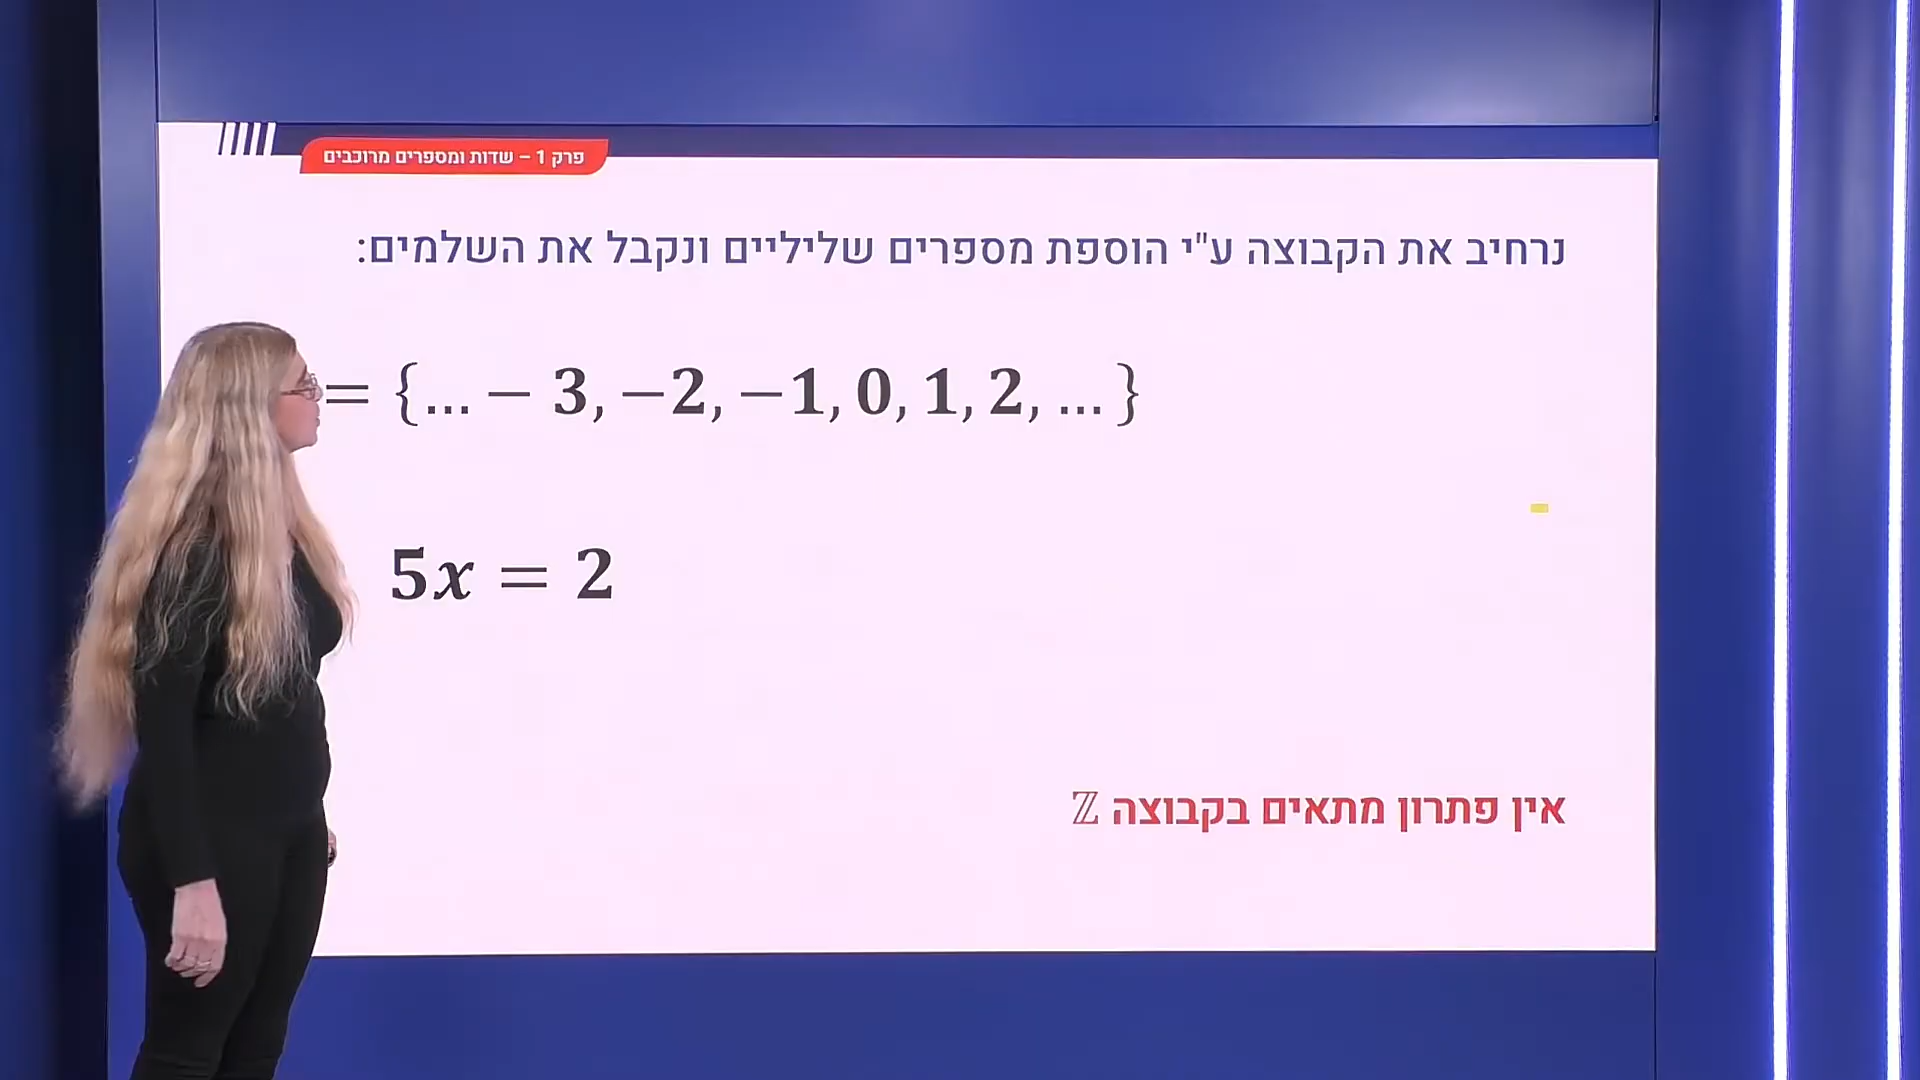 פרק 1 – שדות ומספרים מרוכבים
נרחיב את הקבוצה ע"י הוספת מספרים שליליים ונקבל את השלמים:
= {... − 3, −2, −1, 0, 1, 2, ... }
5x = 2
אין פתרון מתאים בקבוצה ℤ